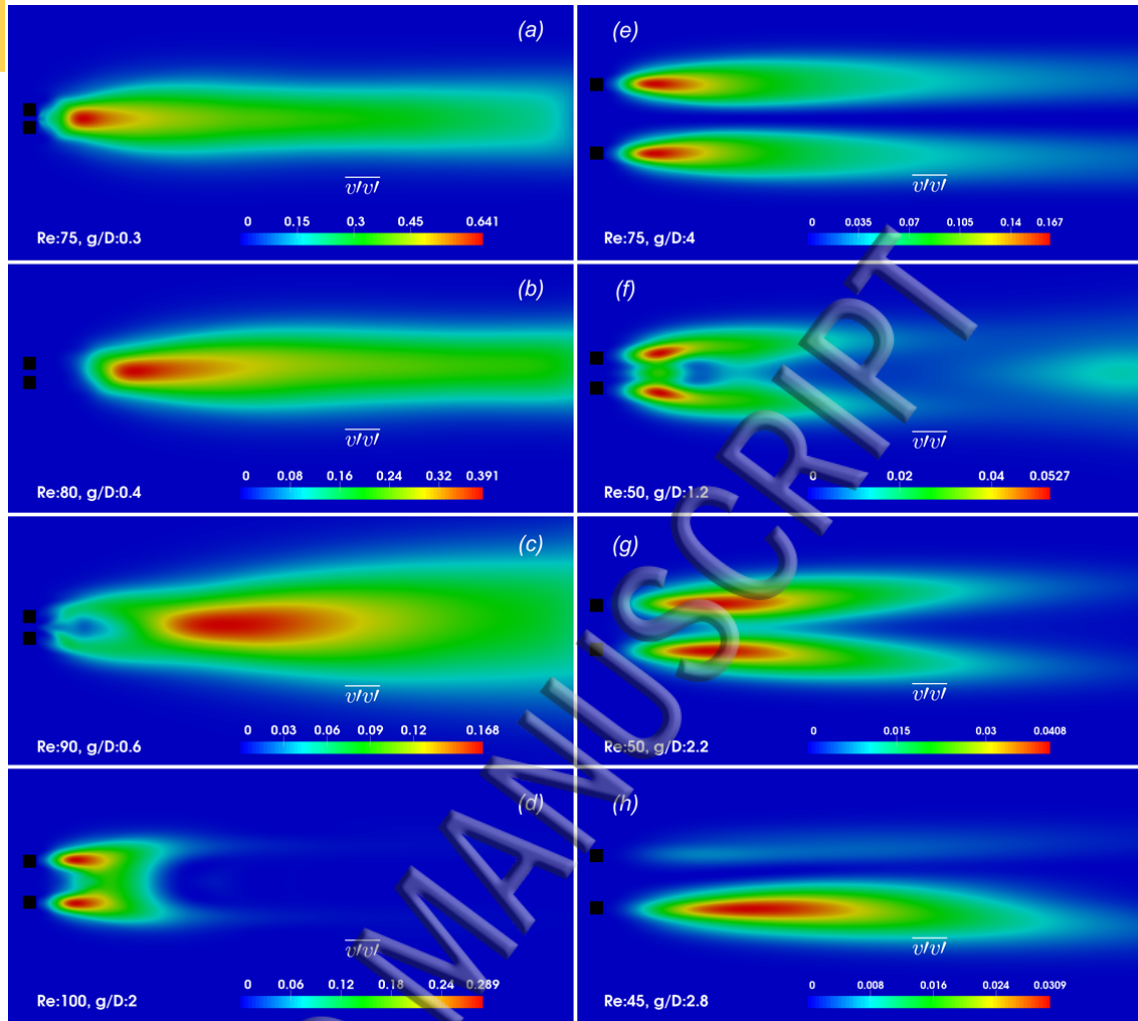 (a)
v′v′
0 0.15 0.3 0.45 0.641
Re:75, g/D:0.3
(b)
v′v′
0 0.08 0.16 0.24 0.32 0.391
Re:80, g/D:0.4
(c)
v′v′
0 0.03 0.06 0.09 0.12 0.168
Re:90, g/D:0.6
(d)
v′v′
0 0.06 0.12 0.18 0.24 0.289
Re:100, g/D:2
(e)
v′v′
0 0.035 0.07 0.105 0.14 0.167
Re:75, g/D:4
(f)
v′v′
0 0.02 0.04 0.0527
Re:50, g/D:1.2
(g)
v′v′
0 0.015 0.03 0.0408
Re:50, g/D:2.2
(h)
v′v′
0 0.008 0.016 0.024 0.0309
Re:45, g/D:2.8
MANUSCRIPT